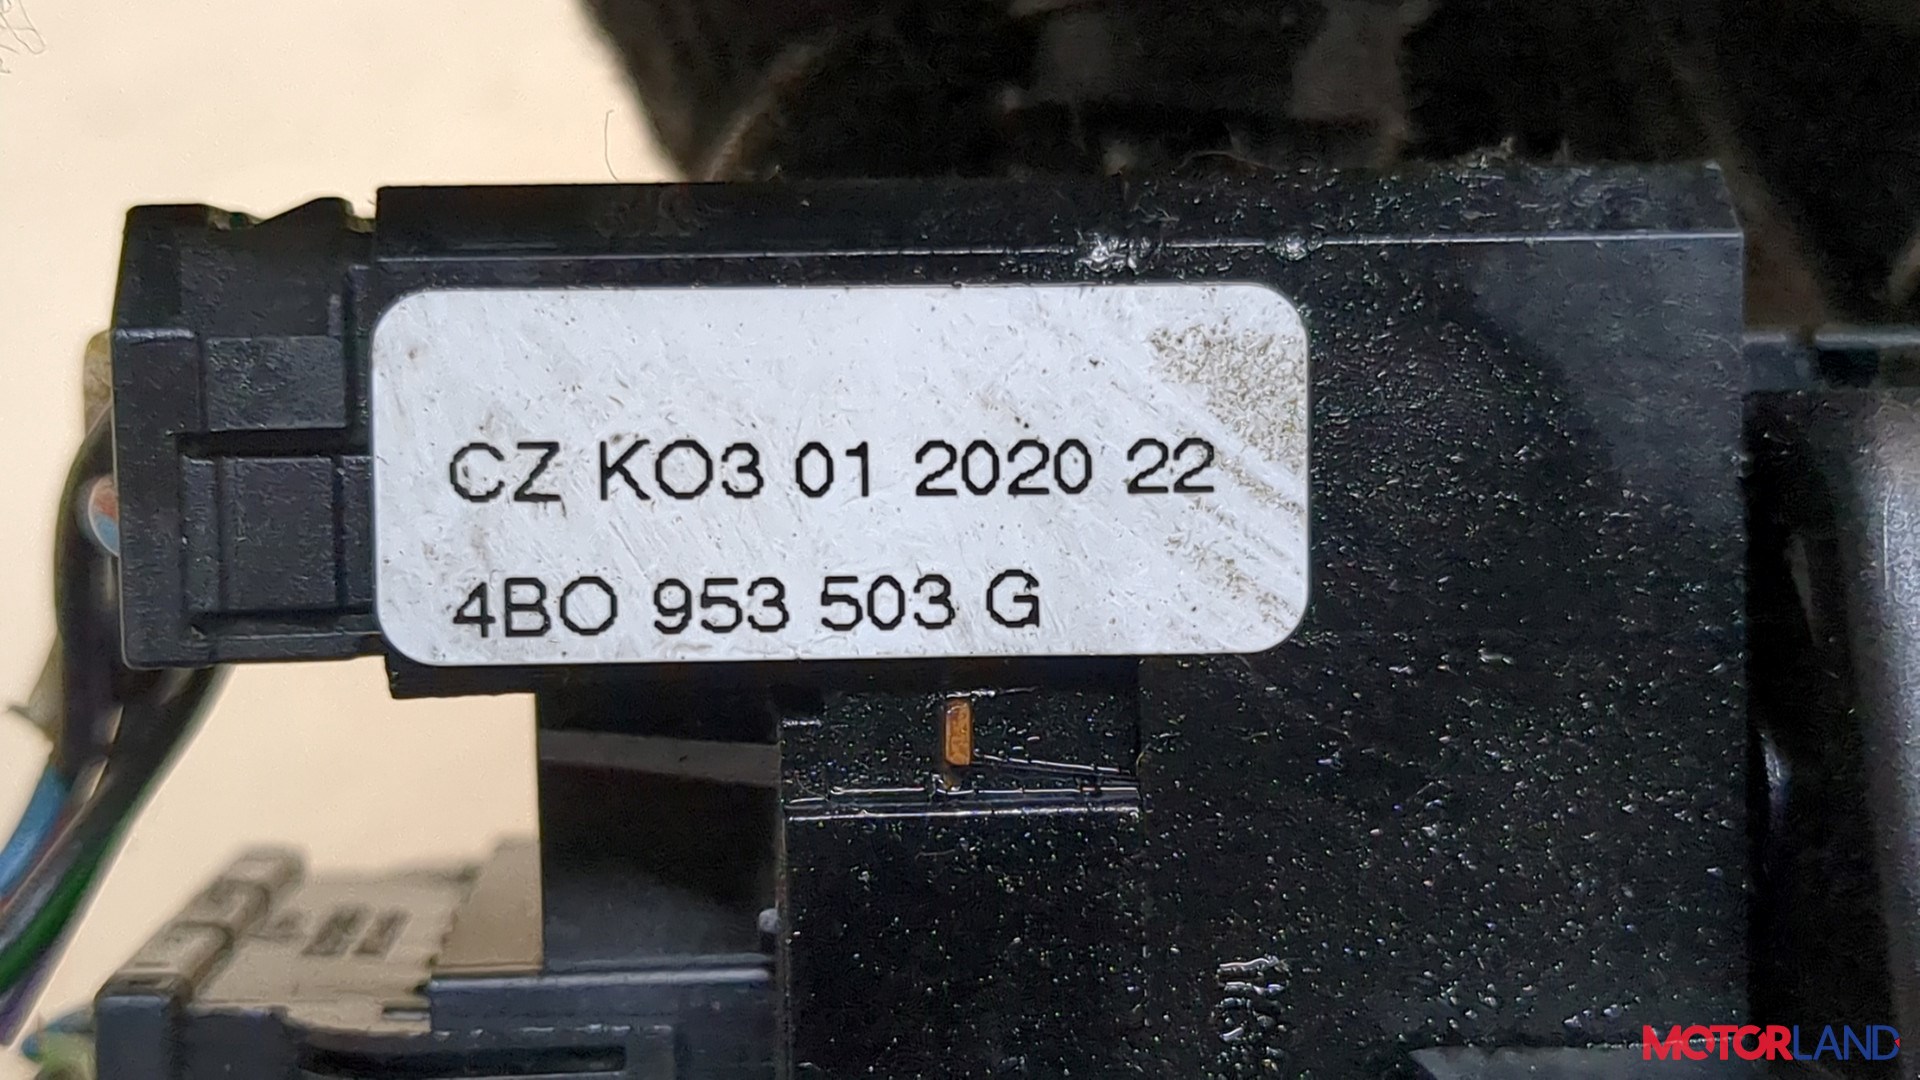 CZ KO3 01 2020 22
4BO 953 503 G
MOTORLAND